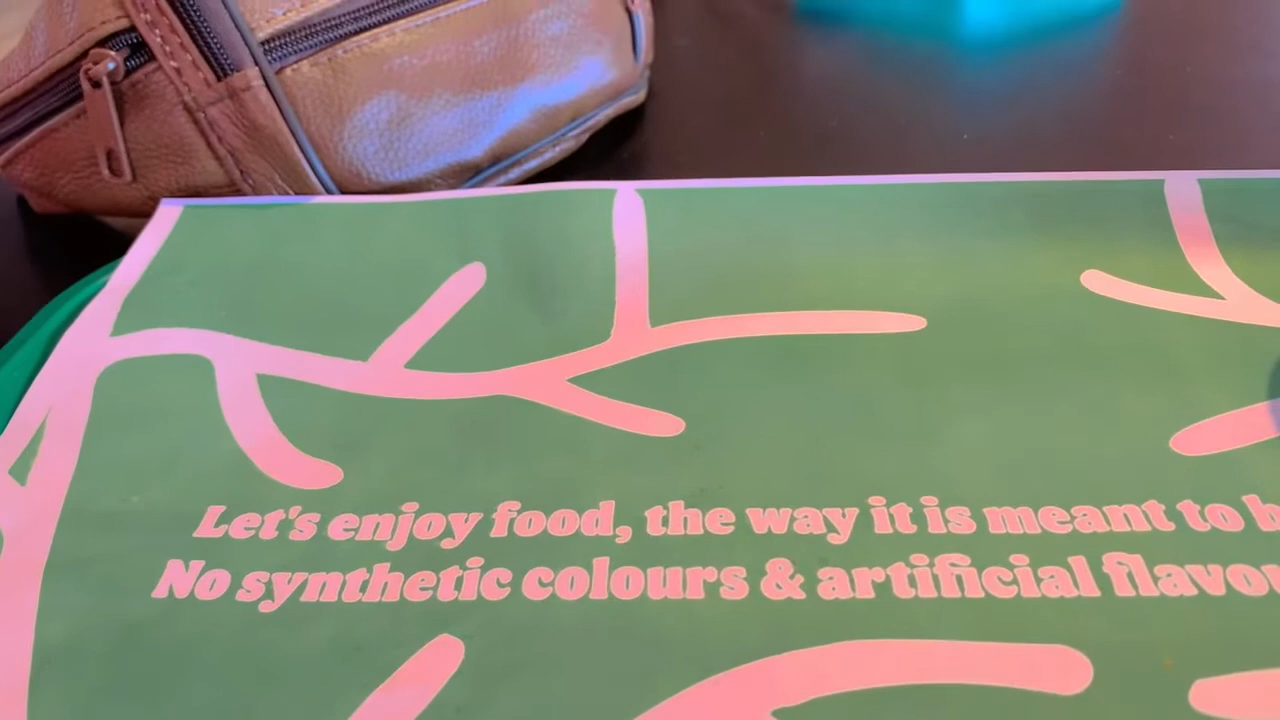 Let's enjoy food, the way it is meant to
No synthetic colours & artificial